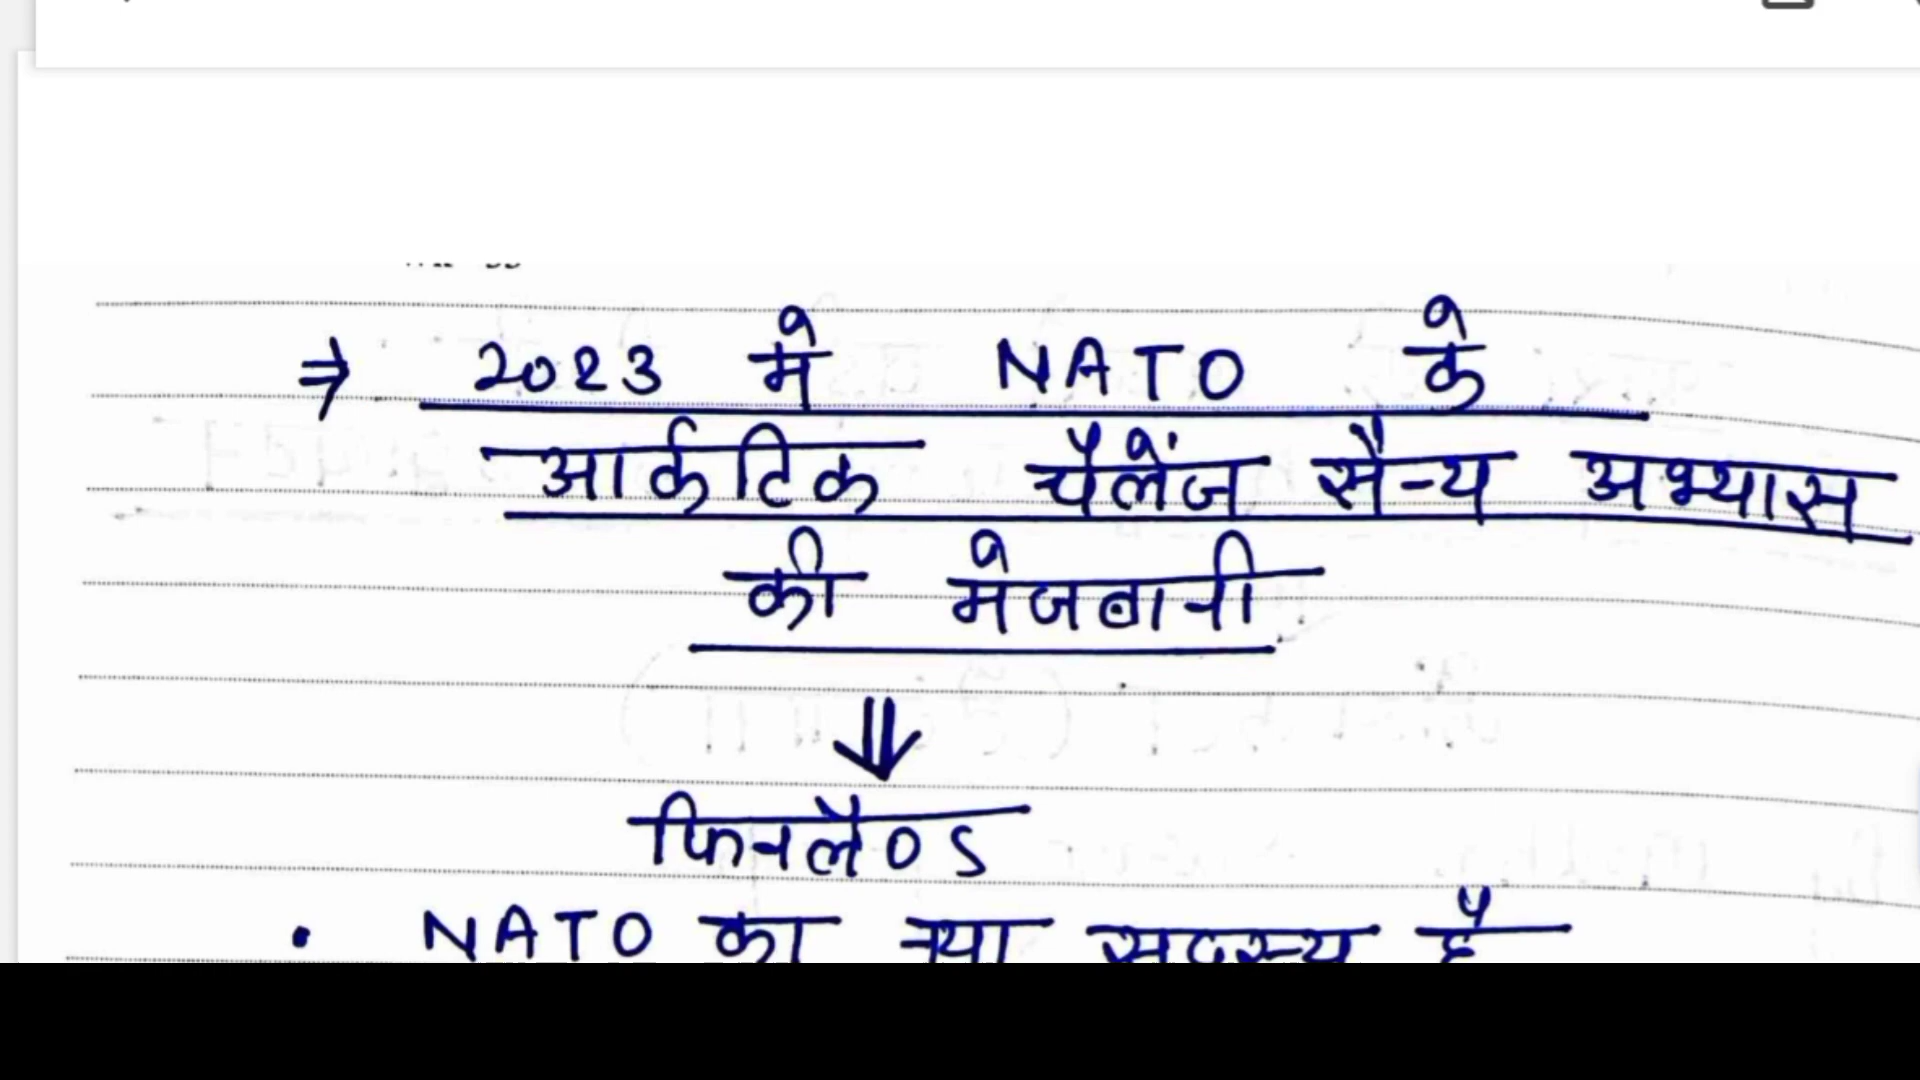 ⇒ 2023 मे NATO के
आर्कटिक चैलेंज सैन्य अभ्यास
की मेजबानी
⇓
फिनलैण्ड
• NATO का नया सदस्य है